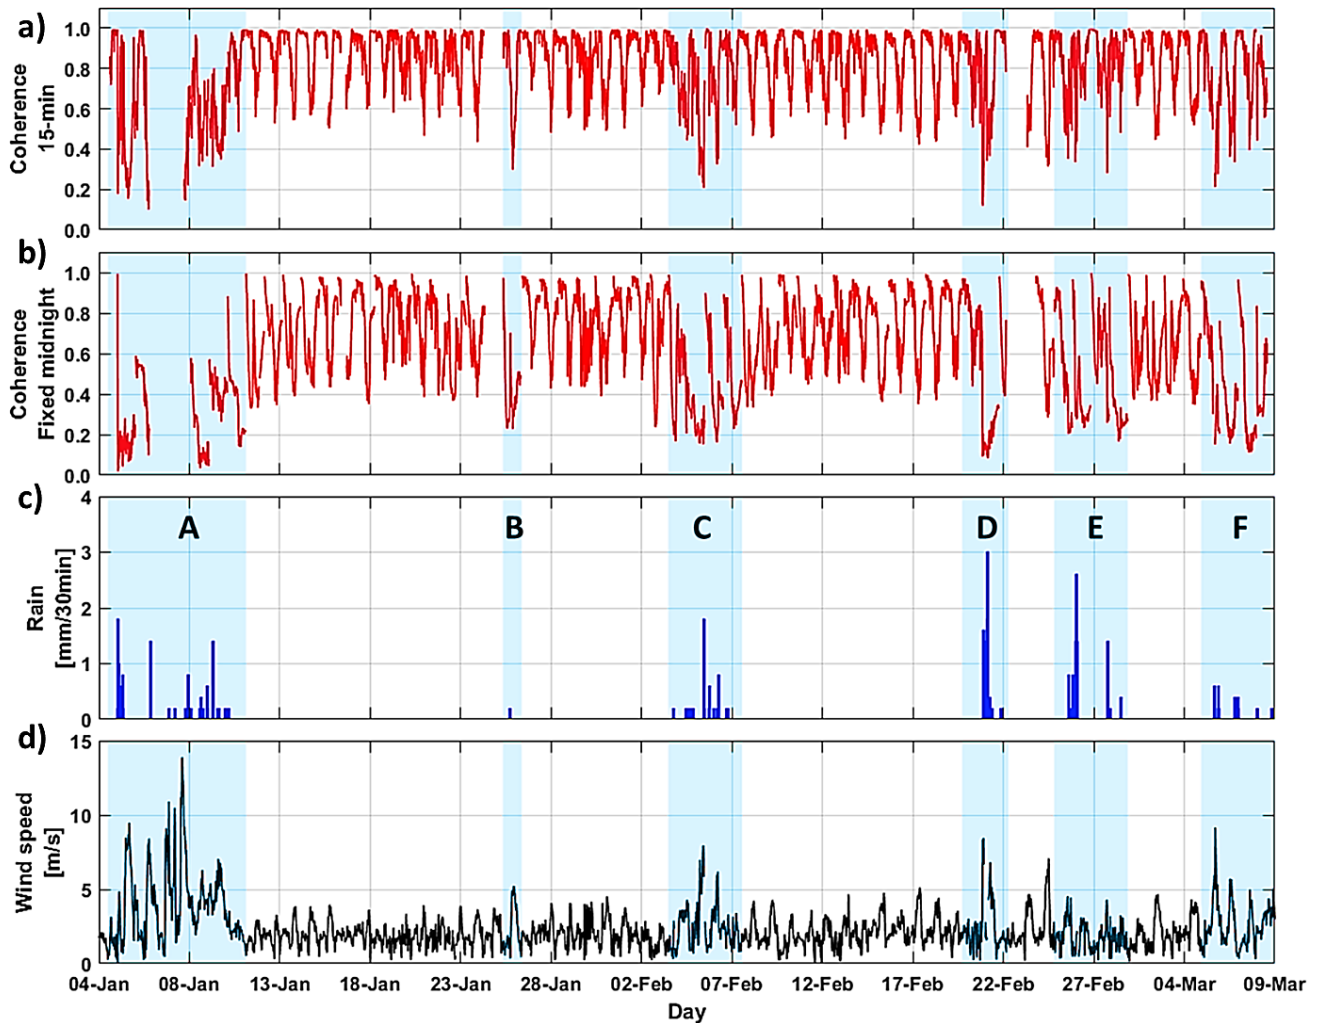 a)
Coherence
15-min
1.0
0.8
0.6
0.4
0.2
0.0
b)
Coherence
Fixed midnight
1.0
0.8
0.6
0.4
0.2
0.0
c)
Rain
[mm/30min]
4
3
2
1
0
A B C D E F
d)
Wind speed
[m/s]
15
10
5
0
04-Jan 08-Jan 13-Jan 18-Jan 23-Jan 28-Jan 02-Feb 07-Feb 12-Feb 17-Feb 22-Feb 27-Feb 04-Mar 09-Mar
Day